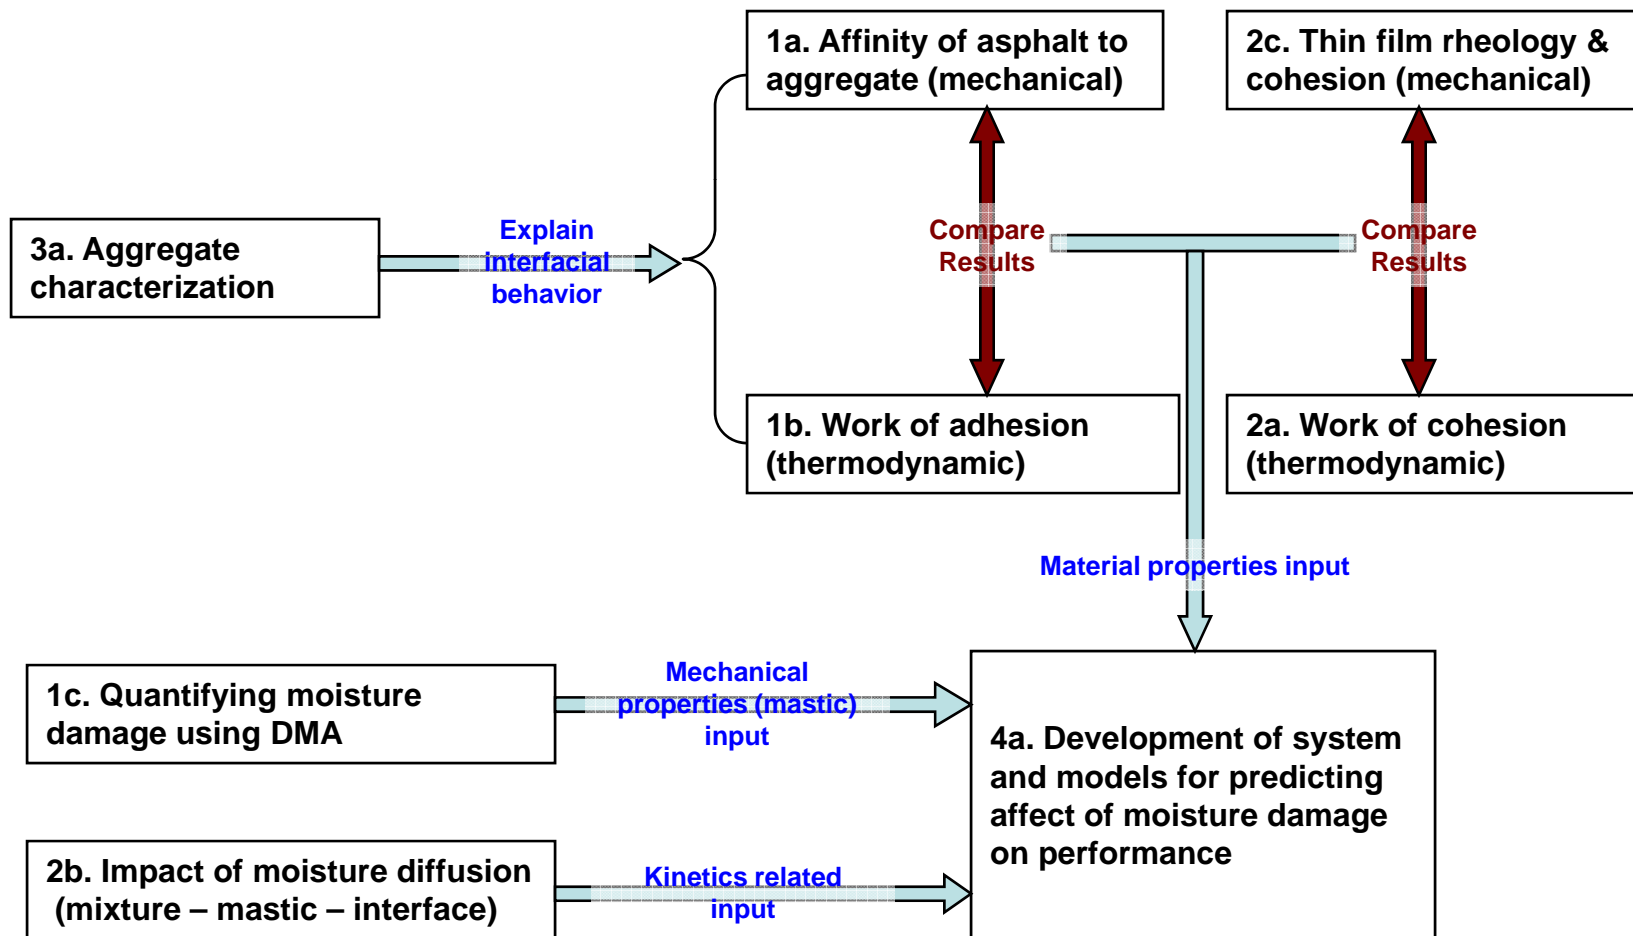 1a. Affinity of asphalt to
aggregate (mechanical)
2c. Thin film rheology &
cohesion (mechanical)
3a. Aggregate
characterization
Explain
interfacial
behavior
Compare
Results
Compare
Results
1b. Work of adhesion
(thermodynamic)
2a. Work of cohesion
(thermodynamic)
Material properties input
1c. Quantifying moisture
damage using DMA
Mechanical
properties (mastic)
input
4a. Development of system
and models for predicting
affect of moisture damage
on performance
2b. Impact of moisture diffusion
(mixture – mastic – interface)
Kinetics related
input